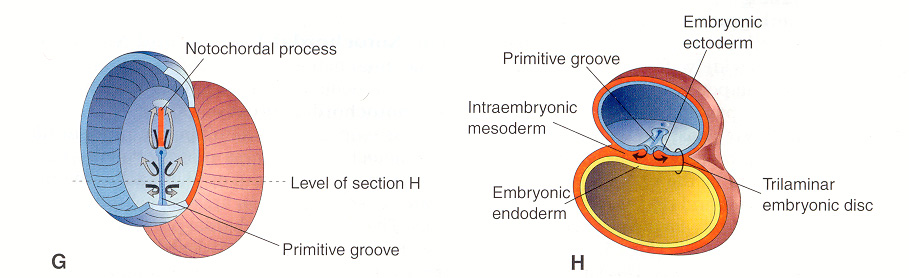 Notochordal process
Level of section H
Primitive groove
G
Embryonic
ectoderm
Primitive groove
Intraembryonic
mesoderm
Embryonic
endoderm
Trilaminar
embryonic disc
H